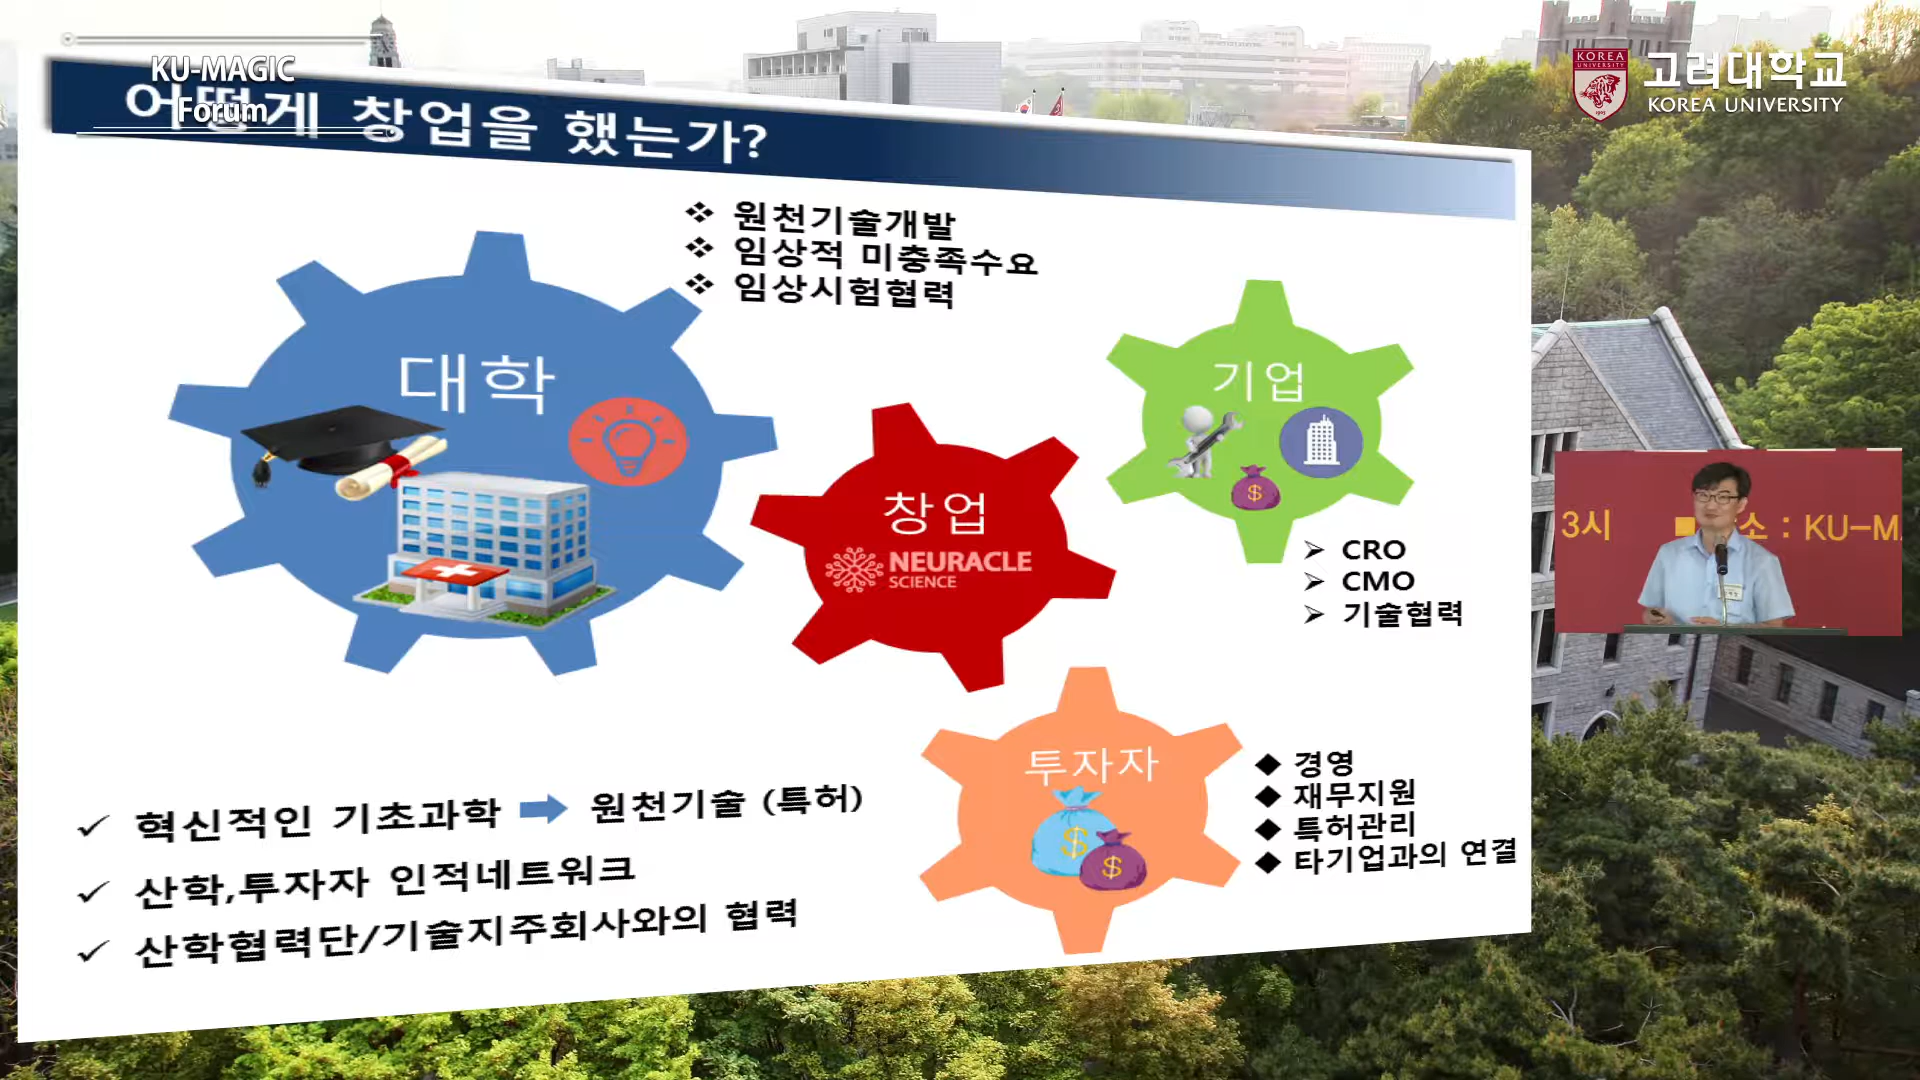 KU-MAGIC
Forum
어떻게 창업을 했는가?
KOREA
UNIVERSITY
1905
고려대학교
KOREA UNIVERSITY
❖ 원천기술개발
❖ 임상적 미충족수요
❖ 임상시험협력
대학
기업
$
창업
NEURACLE
SCIENCE
➢ CRO
➢ CMO
➢ 기술협력
3시 ■ 소 : KU-M
투자자
$
$
◆ 경영
◆ 재무지원
◆ 특허관리
◆ 타기업과의 연결
✓ 혁신적인 기초과학 ➡ 원천기술 (특허)
✓ 산학,투자자 인적네트워크
✓ 산학협력단/기술지주회사와의 협력